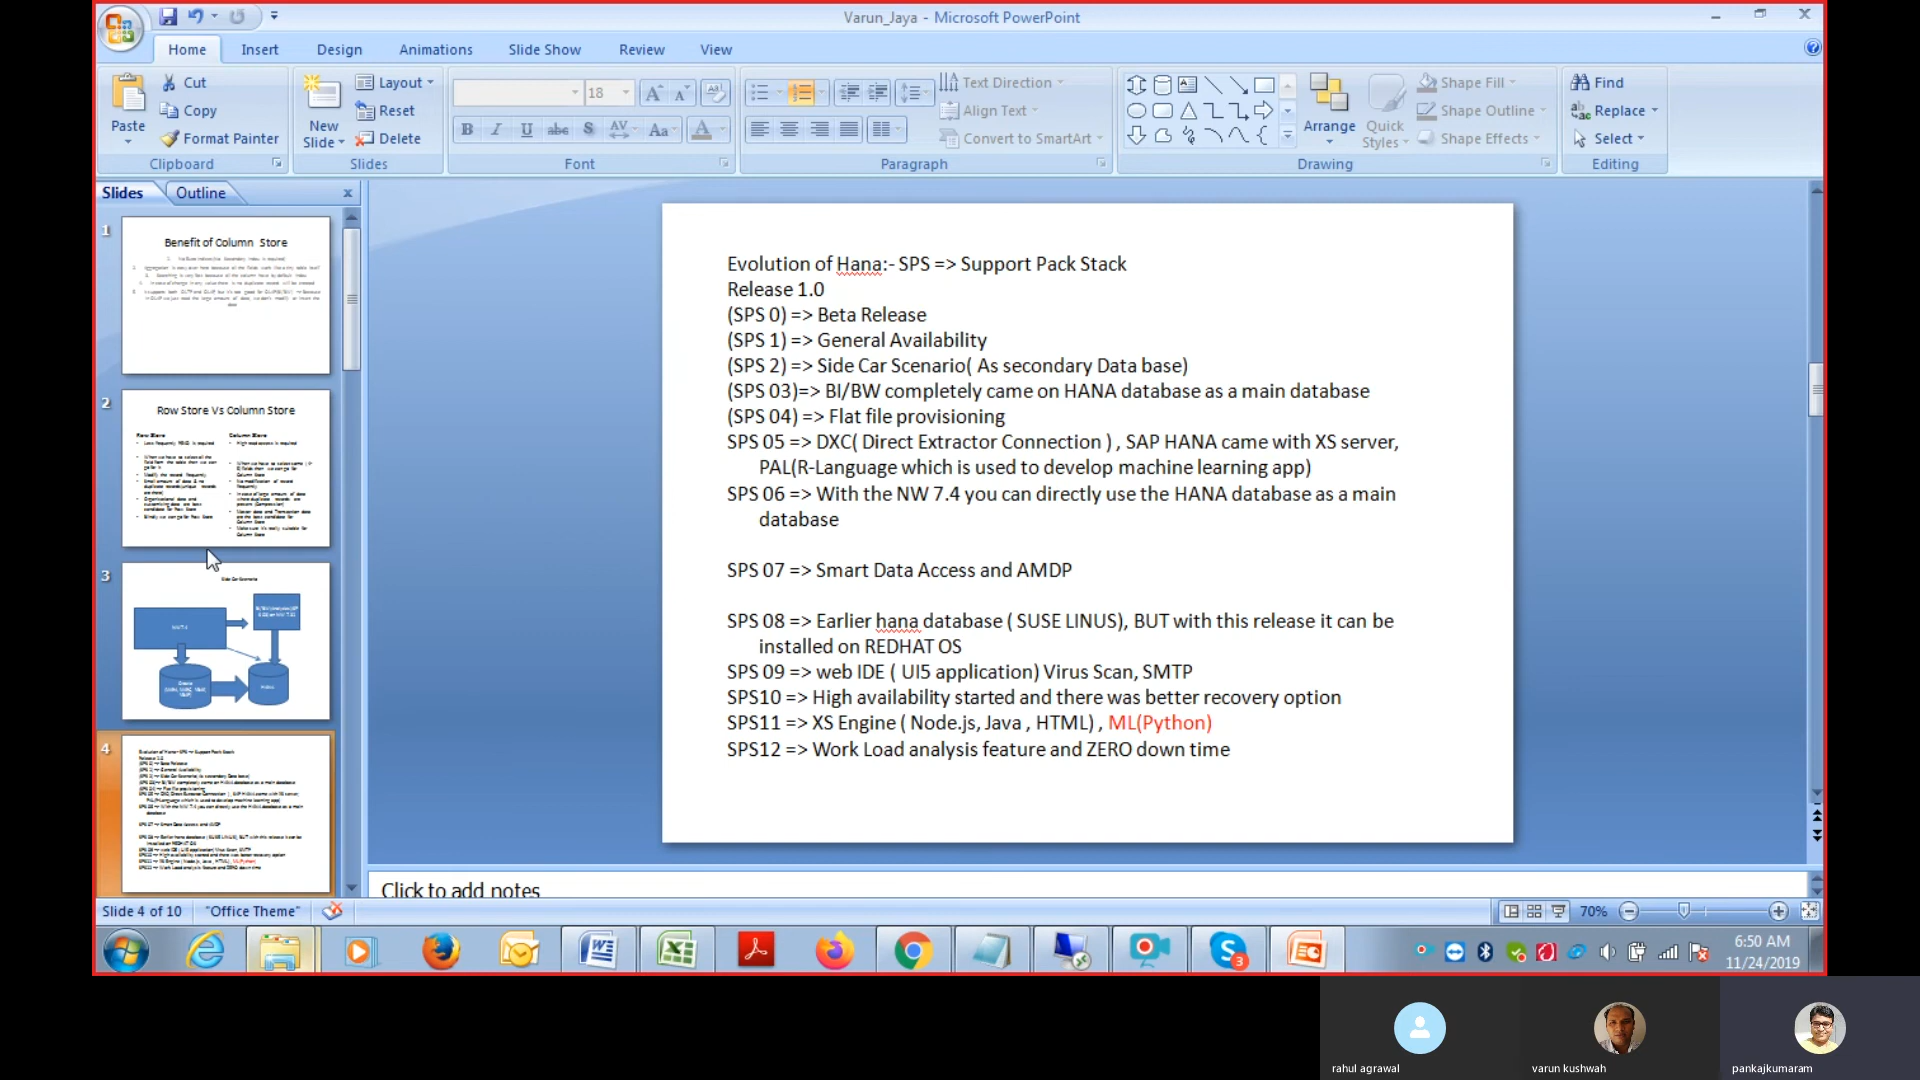 Varun_Jaya - Microsoft PowerPoint
Home Insert Design Animations Slide Show Review View
Paste
Cut
Copy
Format Painter
Clipboard
New Slide
Layout
Reset
Delete
Slides
18
Font
Text Direction
Align Text
Convert to SmartArt
Paragraph
Arrange
Quick Styles
Shape Fill
Shape Outline
Shape Effects
Drawing
Find
Replace
Select
Editing
Slides Outline
1
Benefit of Column Store
2
Row Store Vs Column Store
3
4
Evolution of Hana:- SPS => Support Pack Stack
Release 1.0
(SPS 0) => Beta Release
(SPS 1) => General Availability
(SPS 2) => Side Car Scenario( As secondary Data base)
(SPS 03)=> BI/BW completely came on HANA database as a main database
(SPS 04) => Flat file provisioning
SPS 05 => DXC( Direct Extractor Connection ) , SAP HANA came with XS server,
PAL(R-Language which is used to develop machine learning app)
SPS 06 => With the NW 7.4 you can directly use the HANA database as a main
database
SPS 07 => Smart Data Access and AMDP
SPS 08 => Earlier hana database ( SUSE LINUS), BUT with this release it can be
installed on REDHAT OS
SPS 09 => web IDE ( UI5 application) Virus Scan, SMTP
SPS10 => High availability started and there was better recovery option
SPS11 => XS Engine ( Node.js, Java , HTML) , ML(Python)
SPS12 => Work Load analysis feature and ZERO down time
Click to add notes
Slide 4 of 10 "Office Theme" 70%
6:50 AM
11/24/2019
rahul agrawal varun kushwah pankajkumaram